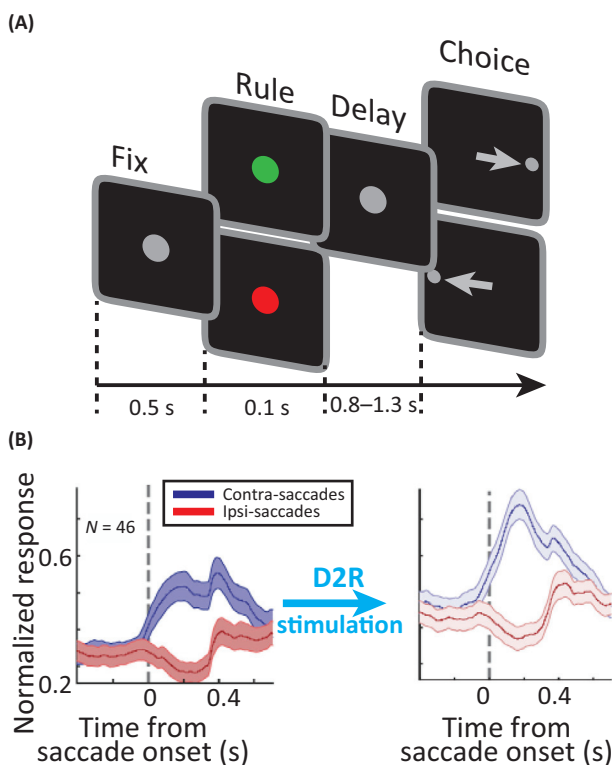 (A)
Fix
Rule
Delay
Choice
0.5 s
0.1 s
0.8–1.3 s
(B)
Normalized response
0.6
0.2
N = 46
Contra-saccades
Ipsi-saccades
0
0.4
Time from
saccade onset (s)
D2R
stimulation
0
0.4
Time from
saccade onset (s)